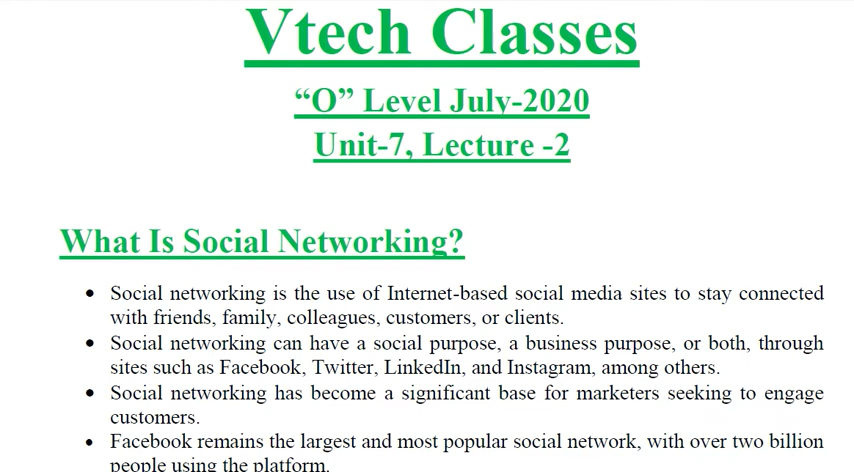 Vtech Classes
“O” Level July-2020
Unit-7, Lecture -2
What Is Social Networking?
• Social networking is the use of Internet-based social media sites to stay connected
with friends, family, colleagues, customers, or clients.
• Social networking can have a social purpose, a business purpose, or both, through
sites such as Facebook, Twitter, LinkedIn, and Instagram, among others.
• Social networking has become a significant base for marketers seeking to engage
customers.
• Facebook remains the largest and most popular social network, with over two billion
people using the platform.